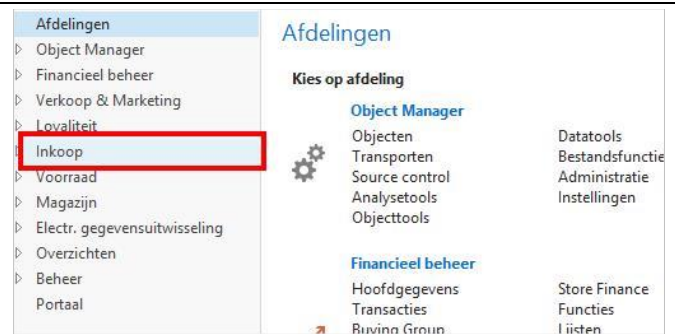 Afdelingen
Object Manager
Financieel beheer
Verkoop & Marketing
Loyaliteit
Inkoop
Voorraad
Magazijn
Electr. gegevensuitwisseling
Overzichten
Beheer
Portaal
Afdelingen
Kies op afdeling
Object Manager
Objecten Datatools
Transporten Bestandsfunctie
Source control Administratie
Analysetools Instellingen
Objecttools
Financieel beheer
Hoofdgegevens Store Finance
Transacties Functies
Buying Group Lijsten